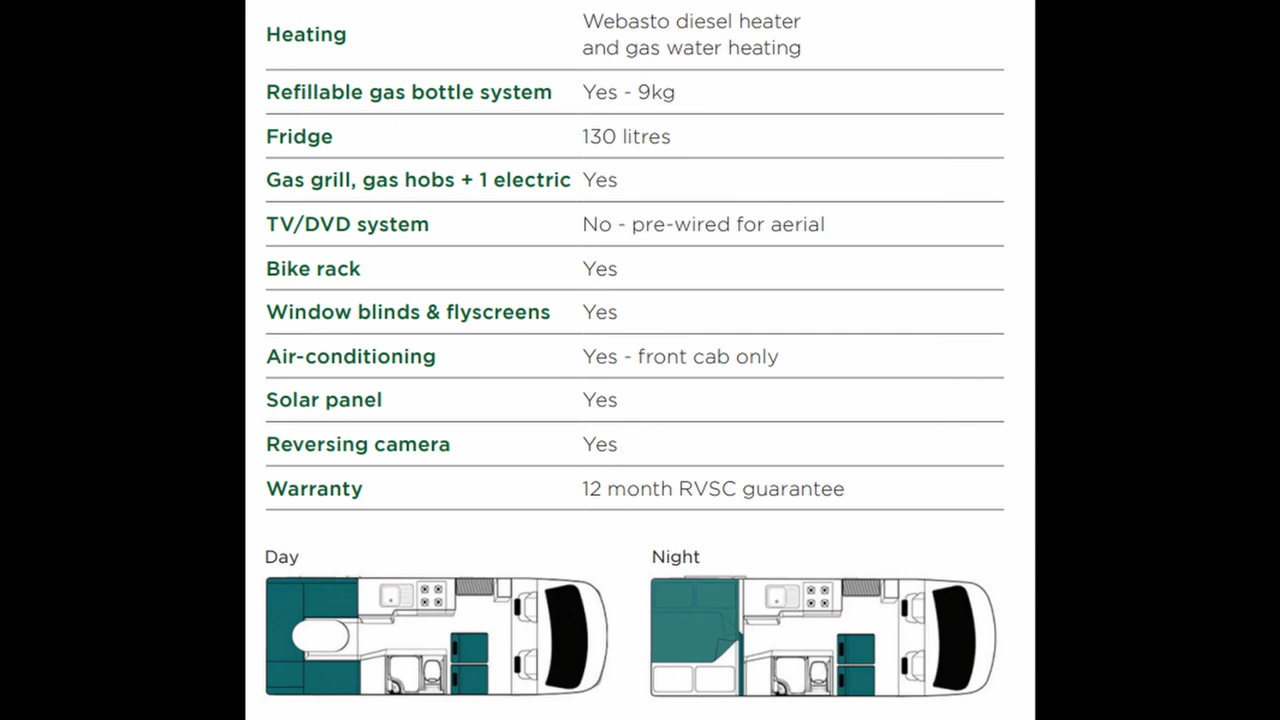 Heating
Webasto diesel heater
and gas water heating
Refillable gas bottle system Yes - 9kg
Fridge 130 litres
Gas grill, gas hobs + 1 electric Yes
TV/DVD system No - pre-wired for aerial
Bike rack Yes
Window blinds & flyscreens Yes
Air-conditioning Yes - front cab only
Solar panel Yes
Reversing camera Yes
Warranty 12 month RVSC guarantee
Day Night